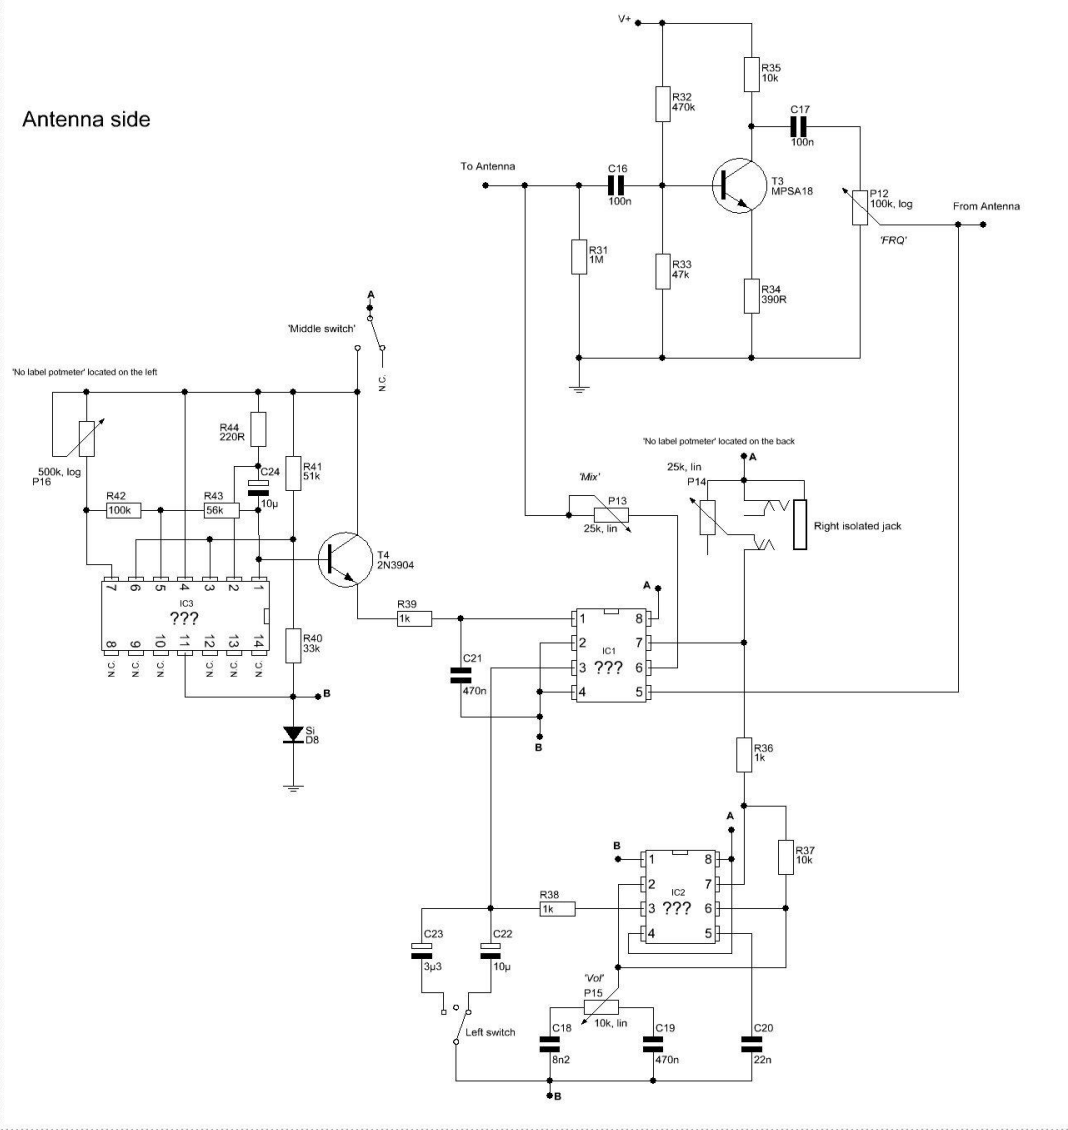 V+
R35
10k
R32
470k
C17
100n
Antenna side
To Antenna
C16
100n
T3
MPSA18
P12
100k, log
From Antenna
'FRQ'
R31
1M
R33
47k
R34
390R
A
'Middle switch'
N.C.
'No label potmeter' located on the left
R44
220R
C24
10µ
R41
51k
500k, log
P16
R42
100k
R43
56k
'No label potmeter' located on the back
A
25k, lin
P14
Right isolated jack
'Mix'
P13
25k, lin
T4
2N3904
7 6 5 4 3 2 1
IC3
???
8 9 10 11 12 13 14
N.C. N.C. N.C. N.C. N.C. N.C.
R40
33k
B
Si
D8
R39
1k
C21
470n
A
1 8
2 7
3 6
4 5
IC1
???
B
R36
1k
A
B
1 8
2 7
3 6
4 5
IC2
???
R37
10k
R38
1k
C23
3µ3
C22
10µ
Left switch
'Vol'
P15
10k, lin
C18
8n2
C19
470n
C20
22n
B